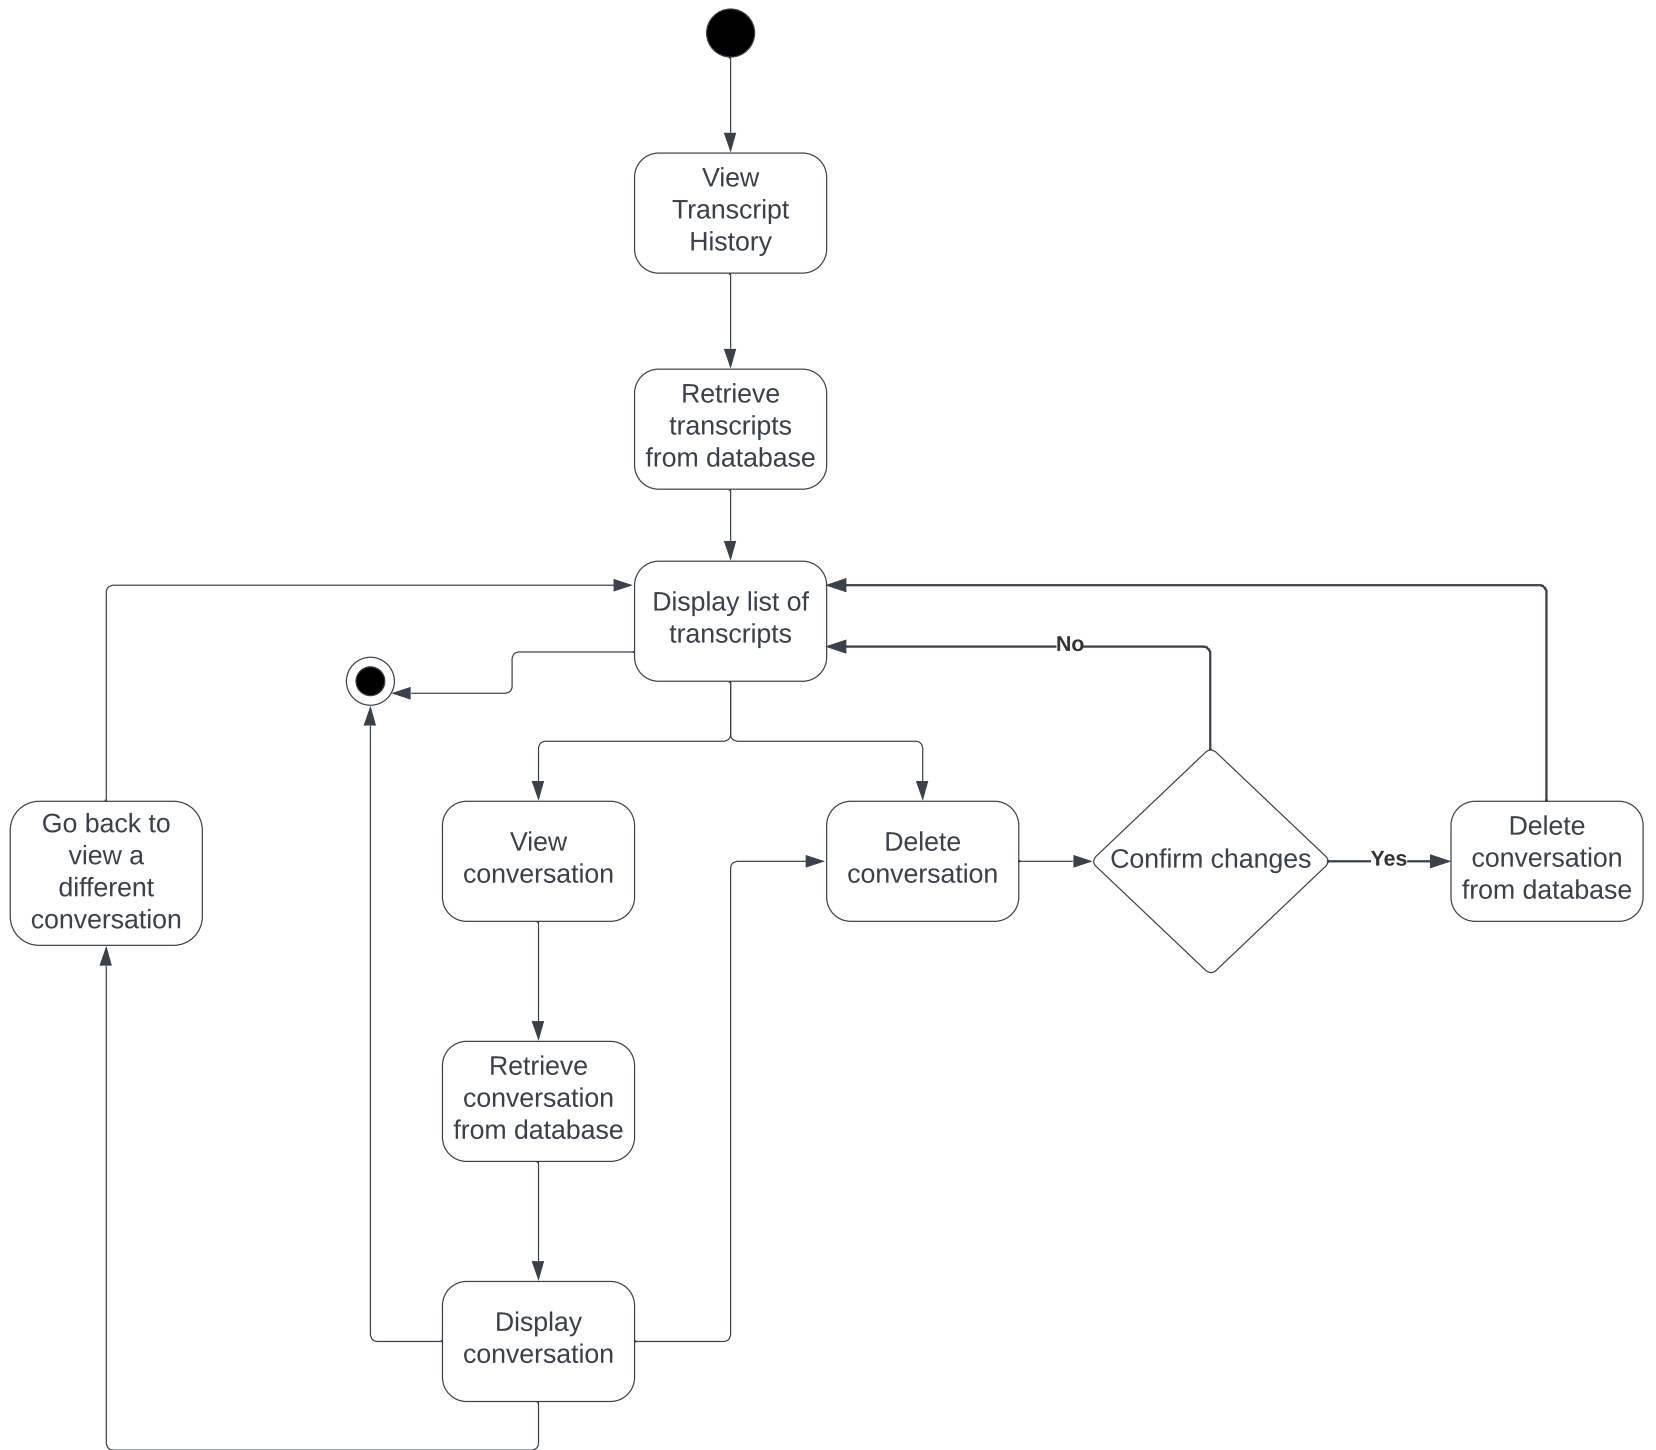 View
Transcript
History
Retrieve
transcripts
from database
Display list of
transcripts
No
Go back to
view a
different
conversation
View
conversation
Delete
conversation
Confirm changes
Yes
Delete
conversation
from database
Retrieve
conversation
from database
Display
conversation